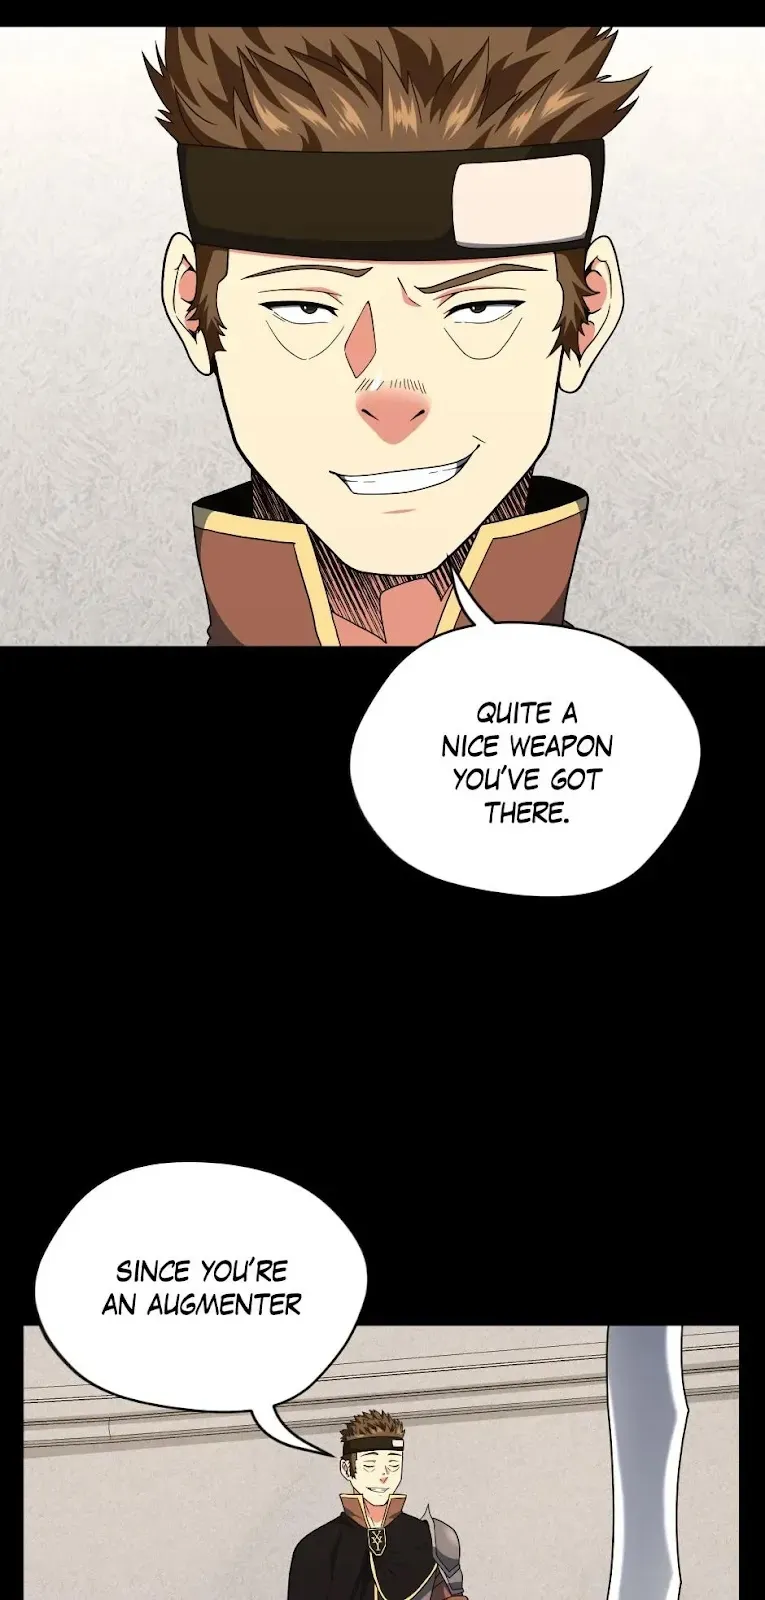 QUITE A
NICE WEAPON
YOU'VE GOT
THERE.
SINCE YOU'RE
AN AUGMENTER